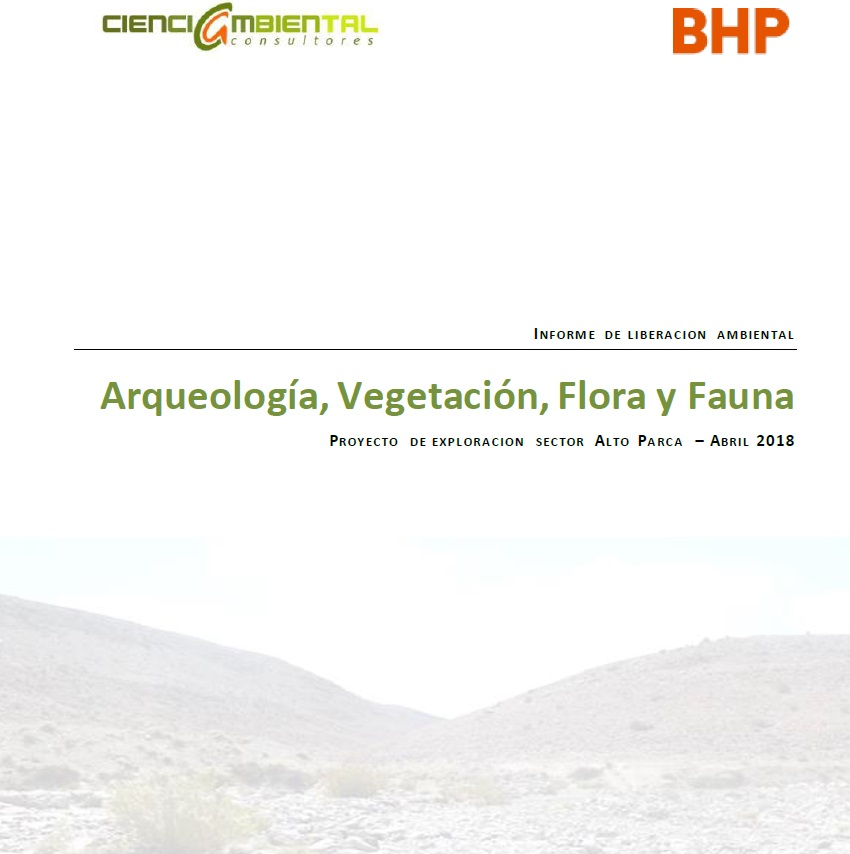 CIENCIAMBIENTAL
consultores
BHP
INFORME DE LIBERACION AMBIENTAL
Arqueología, Vegetación, Flora y Fauna
PROYECTO DE EXPLORACION SECTOR ALTO PARCA – ABRIL 2018